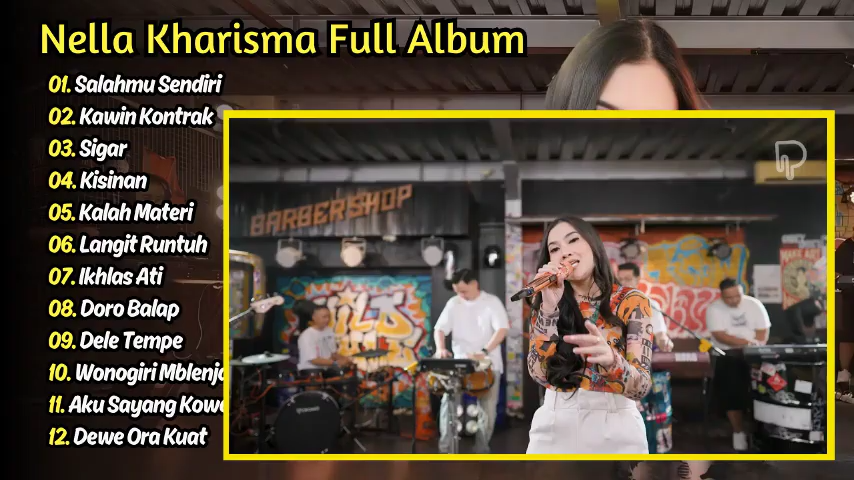 Nella Kharisma Full Album
01. Salahmu Sendiri
02. Kawin Kontrak
03. Sigar
04. Kisinan
05. Kalah Materi
06. Langit Runtuh
07. Ikhlas Ati
08. Doro Balap
09. Dele Tempe
10. Wonogiri
11. Aku Sayang
12. Dewe Ora Kuat
BARBERSHOP